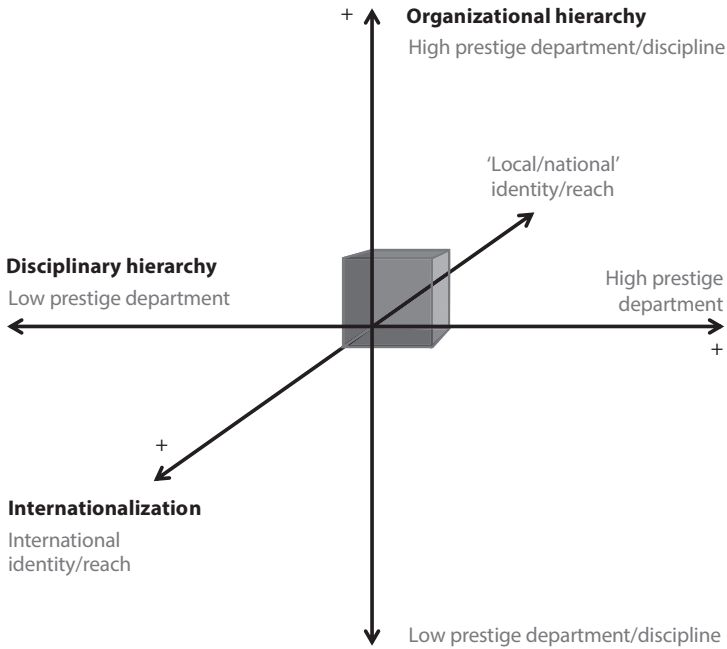 +
Organizational hierarchy
High prestige department/discipline
‘Local/national’
identity/reach
Disciplinary hierarchy
Low prestige department
High prestige
department
+
+
Internationalization
International
identity/reach
Low prestige department/discipline